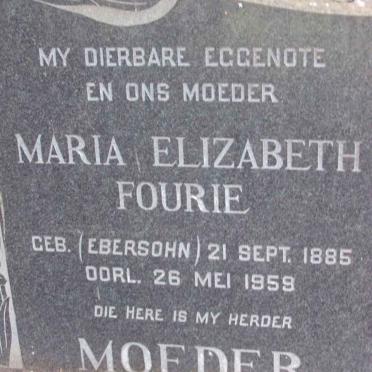 MY DIERBARE EGGENOTE
EN ONS MOEDER
MARIA ELIZABETH
FOURIE
GEB. (EBERSOHN) 21 SEPT. 1885
OORL. 26 MEI 1959
DIE HERE IS MY HERDER
MOEDER